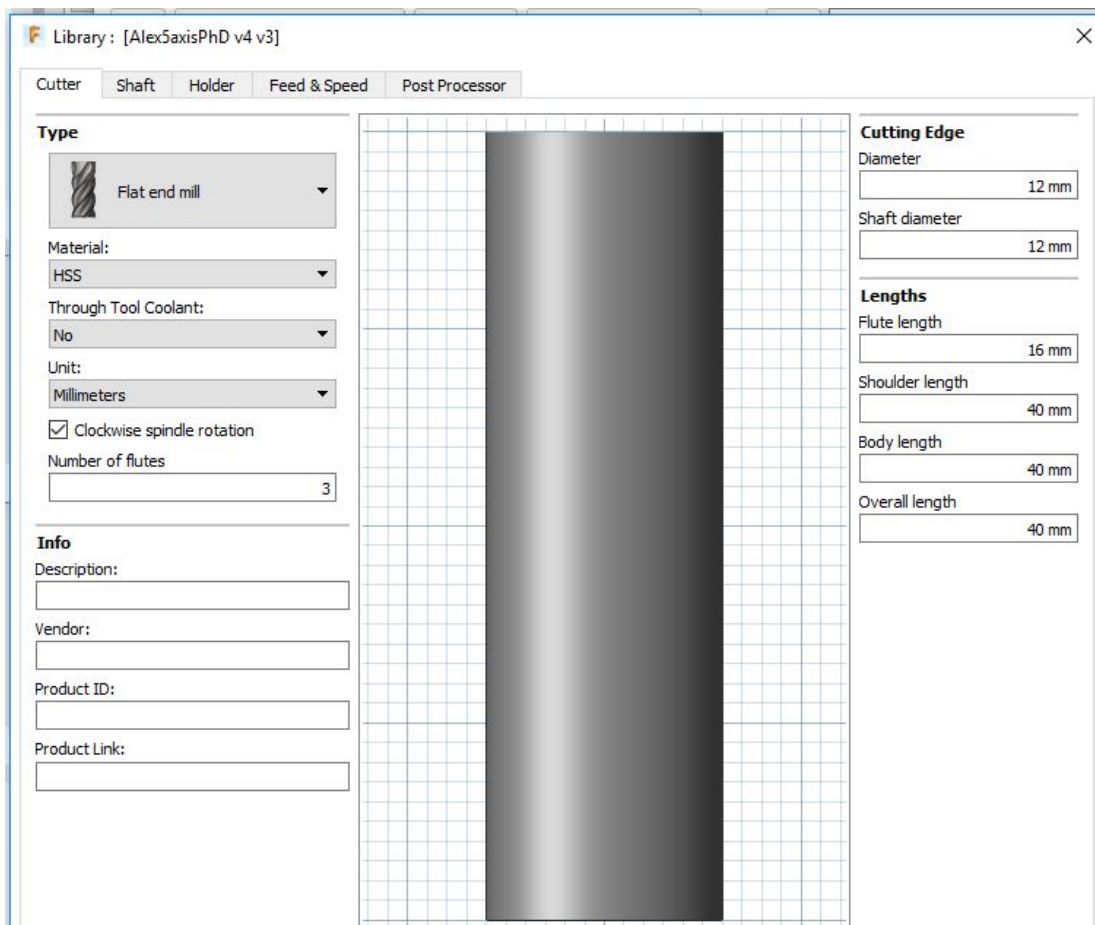 Library : [Alex5axisPhD v4 v3]
Cutter Shaft Holder Feed & Speed Post Processor
Type
Flat end mill
Material:
HSS
Through Tool Coolant:
No
Unit:
Millimeters
Clockwise spindle rotation
Number of flutes
3
Info
Description:
Vendor:
Product ID:
Product Link:
Cutting Edge
Diameter
12 mm
Shaft diameter
12 mm
Lengths
Flute length
16 mm
Shoulder length
40 mm
Body length
40 mm
Overall length
40 mm